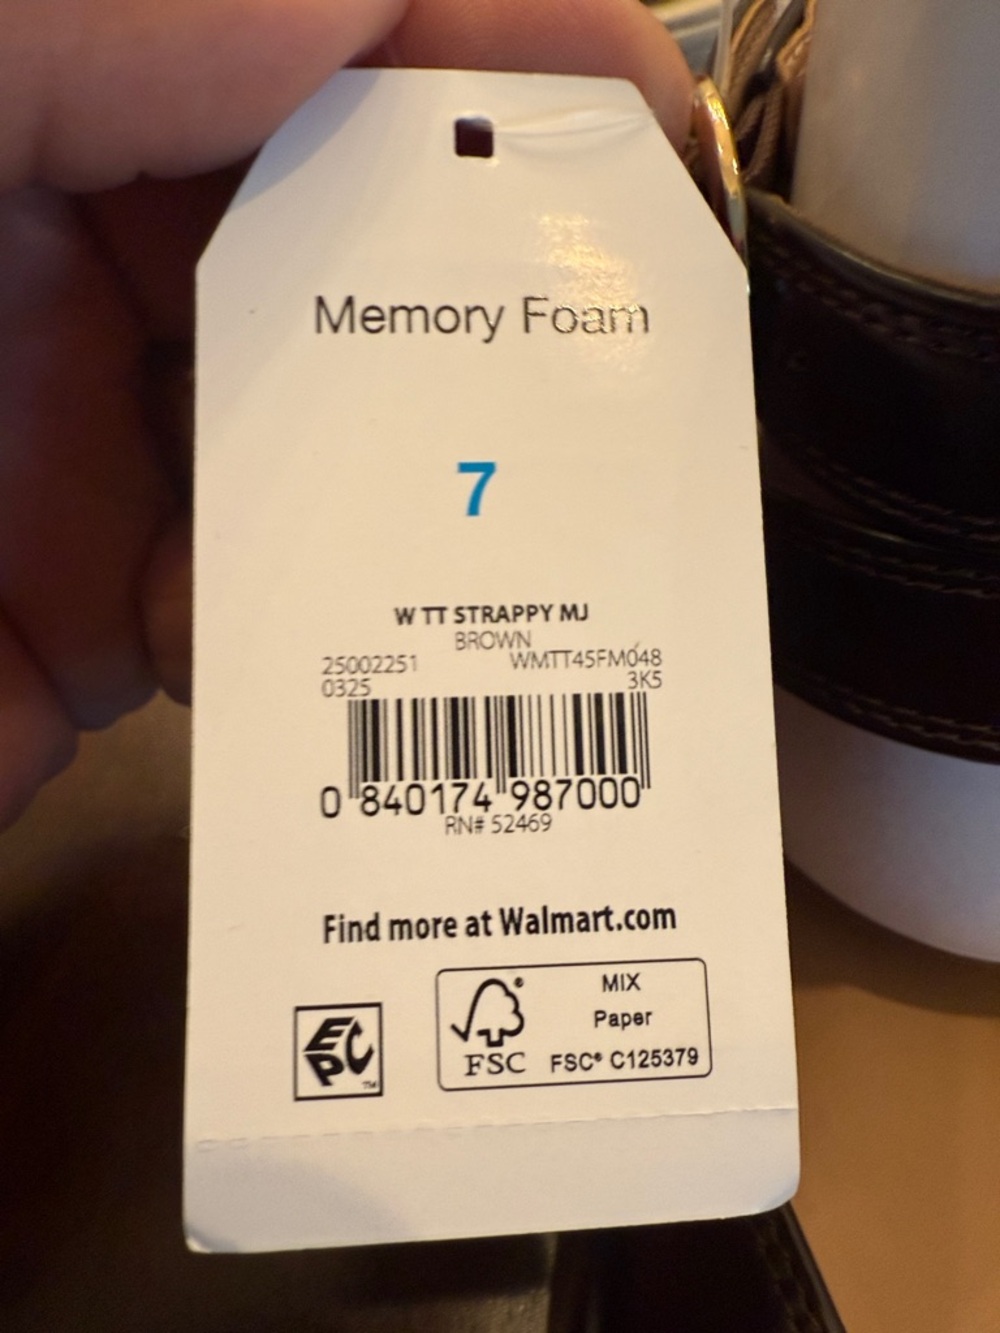 Memory Foam
7
W TT STRAPPY MJ
BROWN
25002251 WMTT45FM048
0325 3K5
0 840174 987000
RN# 52469
Find more at Walmart.com
EPC™
FSC®
MIX
Paper
FSC® C125379